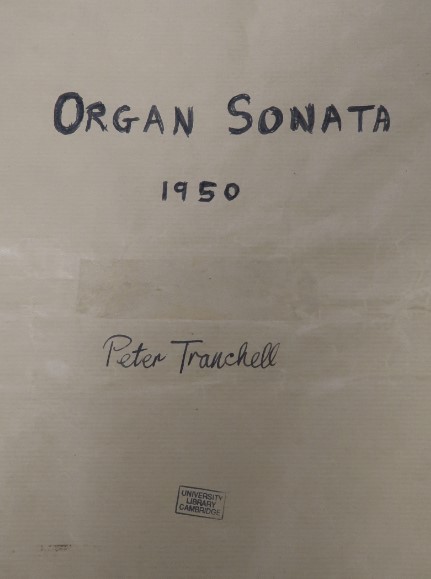 ORGAN SONATA
1950
Peter Tranchell
UNIVERSITY
LIBRARY
CAMBRIDGE